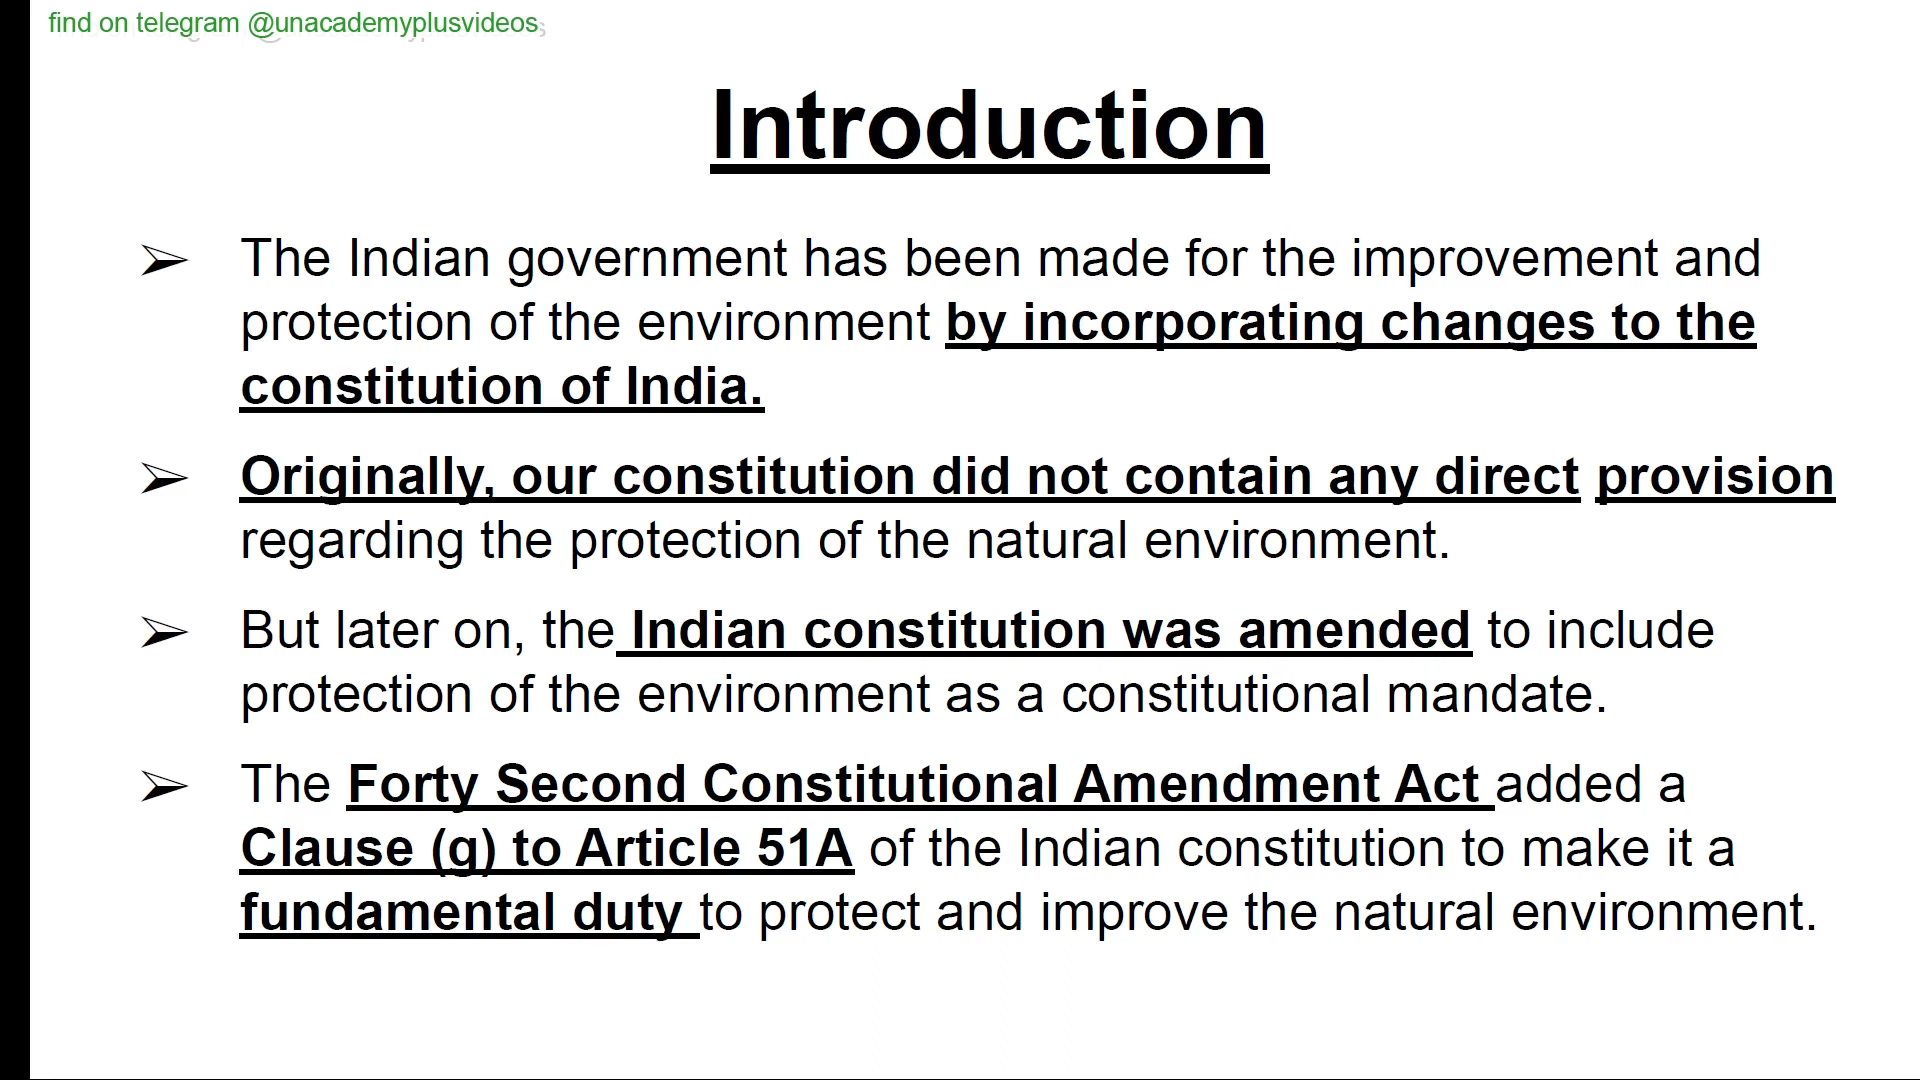 find on telegram @unacademyplusvideos
Introduction
➢ The Indian government has been made for the improvement and
protection of the environment by incorporating changes to the
constitution of India.
➢ Originally, our constitution did not contain any direct provision
regarding the protection of the natural environment.
➢ But later on, the Indian constitution was amended to include
protection of the environment as a constitutional mandate.
➢ The Forty Second Constitutional Amendment Act added a
Clause (g) to Article 51A of the Indian constitution to make it a
fundamental duty to protect and improve the natural environment.